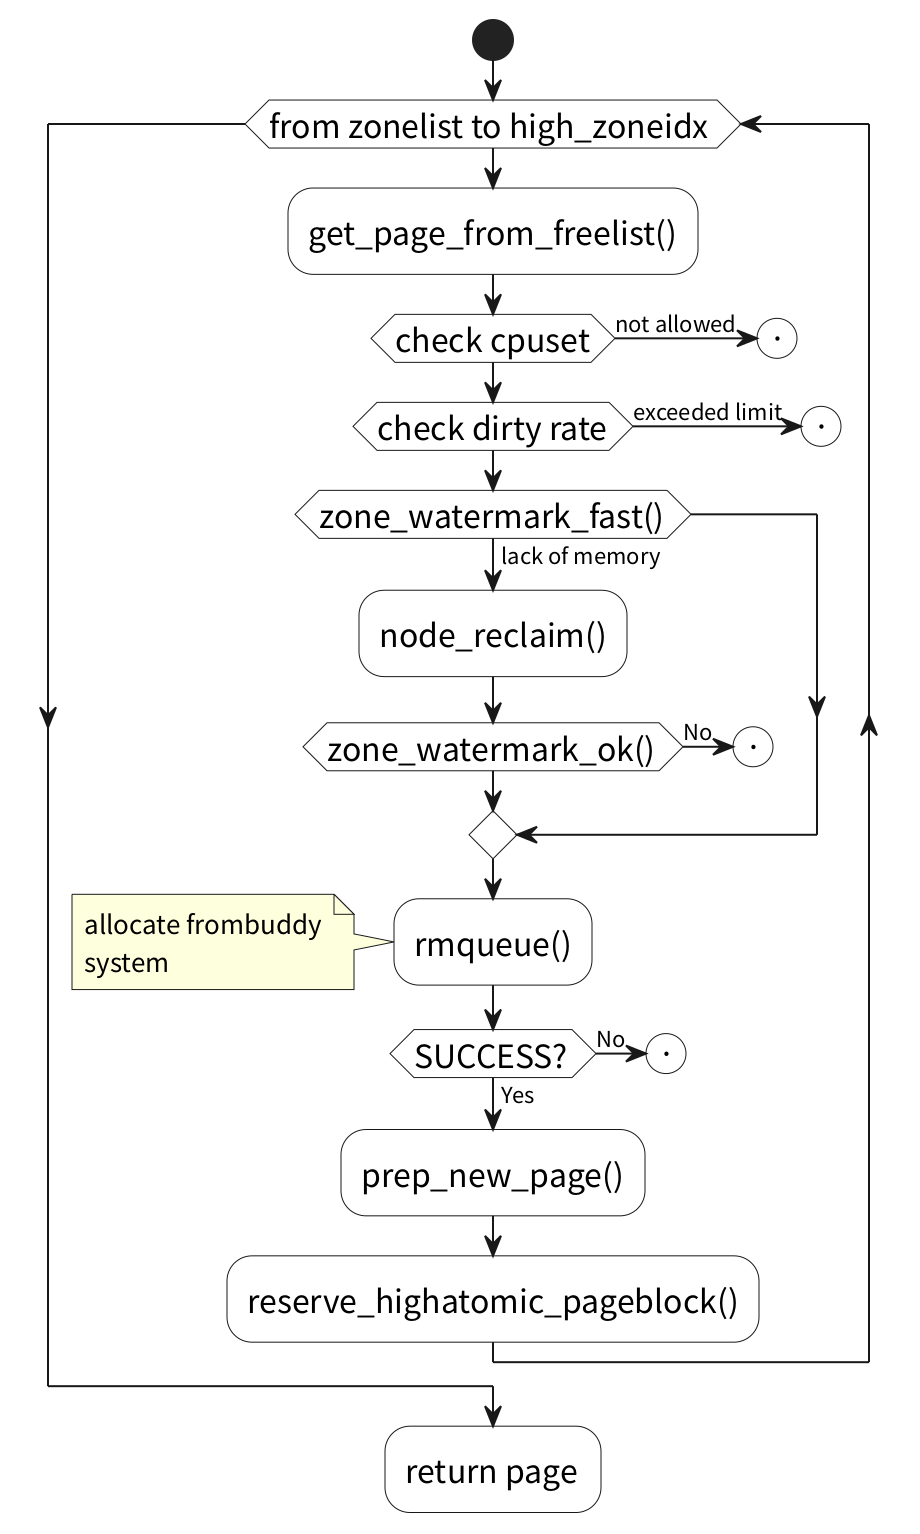 from zonelist to high_zoneidx
get_page_from_freelist()
check cpuset
not allowed
check dirty rate
exceeded limit
zone_watermark_fast()
lack of memory
node_reclaim()
zone_watermark_ok()
No
allocate frombuddy
system
rmqueue()
SUCCESS?
No
Yes
prep_new_page()
reserve_highatomic_pageblock()
return page